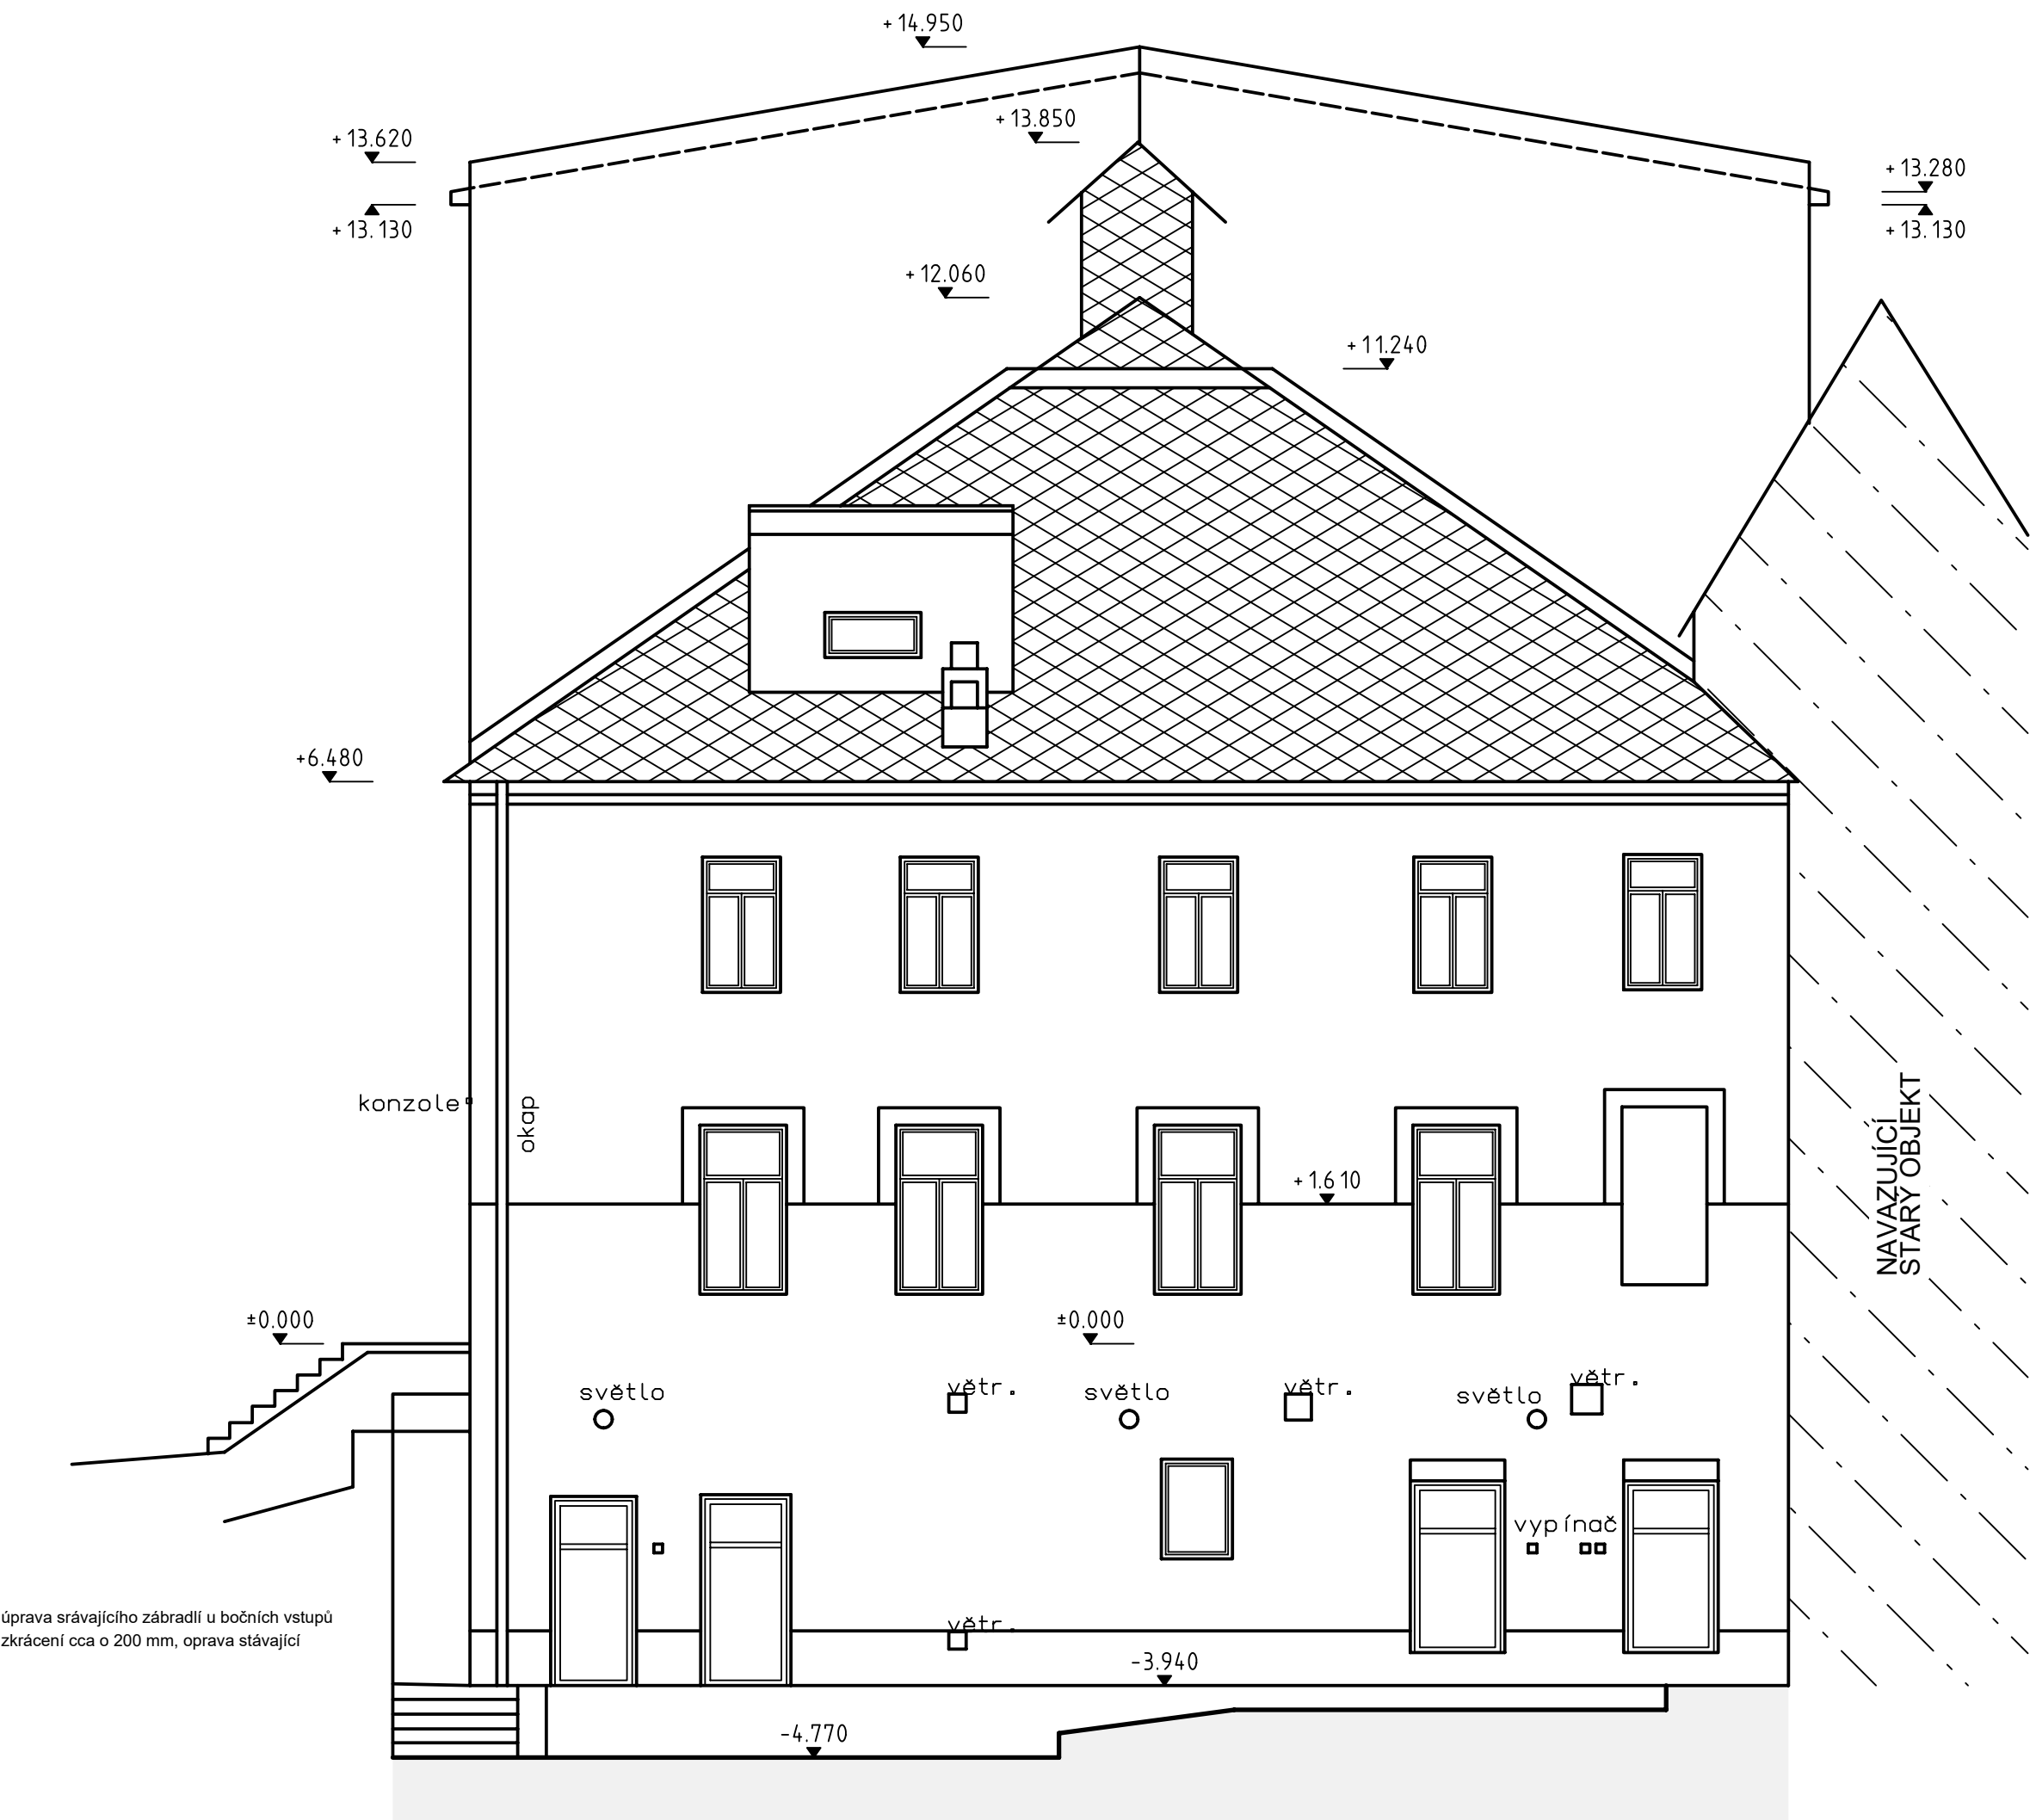 +14.950
+13.850
+13.620
+13.280
+13.130
+13.130
+12.060
+11.240
+6.480
konzole
okap
+1.610
NAVAZUJÍCÍ
STARÝ OBJEKT
±0.000
±0.000
světlo
větr.
světlo
větr.
světlo
větr.
vypínač
úprava srávajícího zábradlí u bočních vstupů
zkrácení cca o 200 mm, oprava stávající
větr.
-3.940
-4.770